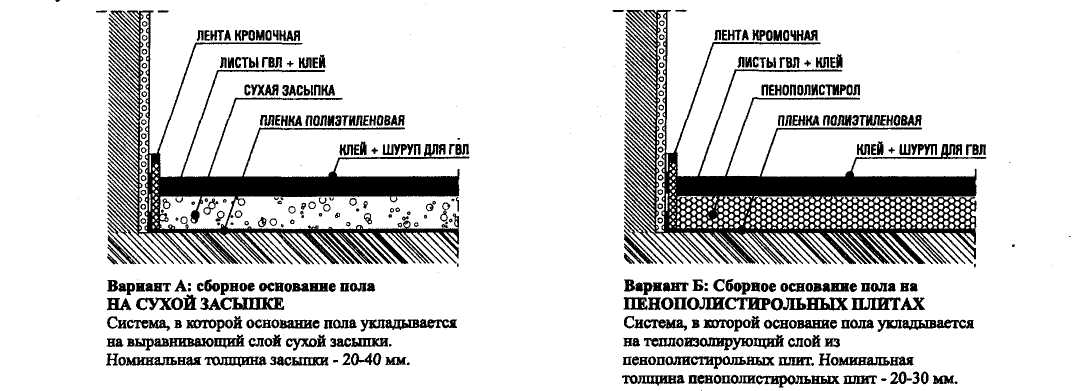 ЛЕНТА КРОМОЧНАЯ
ЛИСТЫ ГВЛ + КЛЕЙ
СУХАЯ ЗАСЫПКА
ПЛЕНКА ПОЛИЭТИЛЕНОВАЯ
КЛЕЙ + ШУРУП ДЛЯ ГВЛ
Вариант А: сборное основание пола
НА СУХОЙ ЗАСЫПКЕ
Система, в которой основание пола укладывается
на выравнивающий слой сухой засыпки.
Номинальная толщина засыпки - 20-40 мм.
ЛЕНТА КРОМОЧНАЯ
ЛИСТЫ ГВЛ + КЛЕЙ
ПЕНОПОЛИСТИРОЛ
ПЛЕНКА ПОЛИЭТИЛЕНОВАЯ
КЛЕЙ + ШУРУП ДЛЯ ГВЛ
Вариант Б: Сборное основание пола на
ПЕНОПОЛИСТИРОЛЬНЫХ ПЛИТАХ
Система, в которой основание пола укладывается
на теплоизолирующий слой из
пенополистирольных плит. Номинальная
толщина пенополистирольных плит - 20-30 мм.